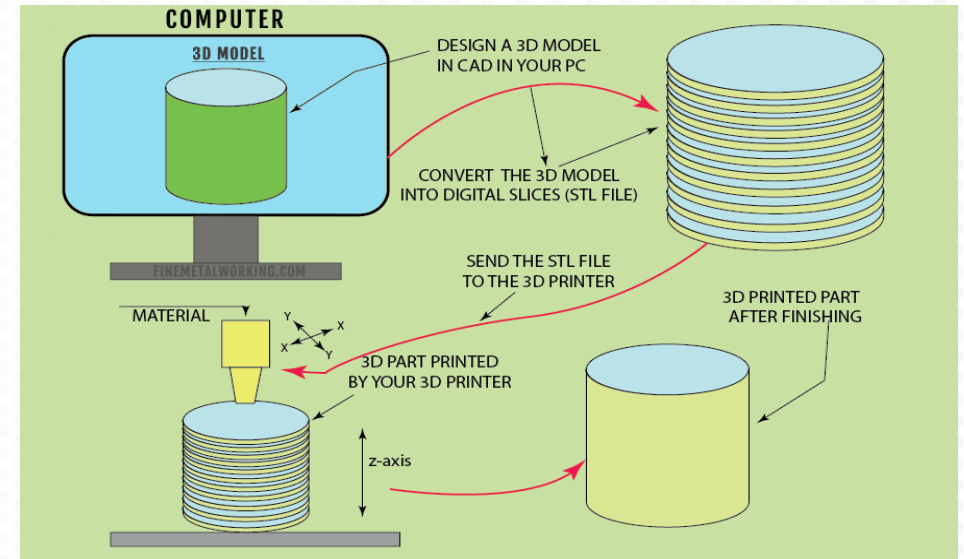 COMPUTER
3D MODEL
DESIGN A 3D MODEL
IN CAD IN YOUR PC
CONVERT THE 3D MODEL
INTO DIGITAL SLICES (STL FILE)
FINEMETALWORKING.COM
SEND THE STL FILE
TO THE 3D PRINTER
3D PRINTED PART
AFTER FINISHING
MATERIAL
Y
X
X
Y
3D PART PRINTED
BY YOUR 3D PRINTER
z-axis